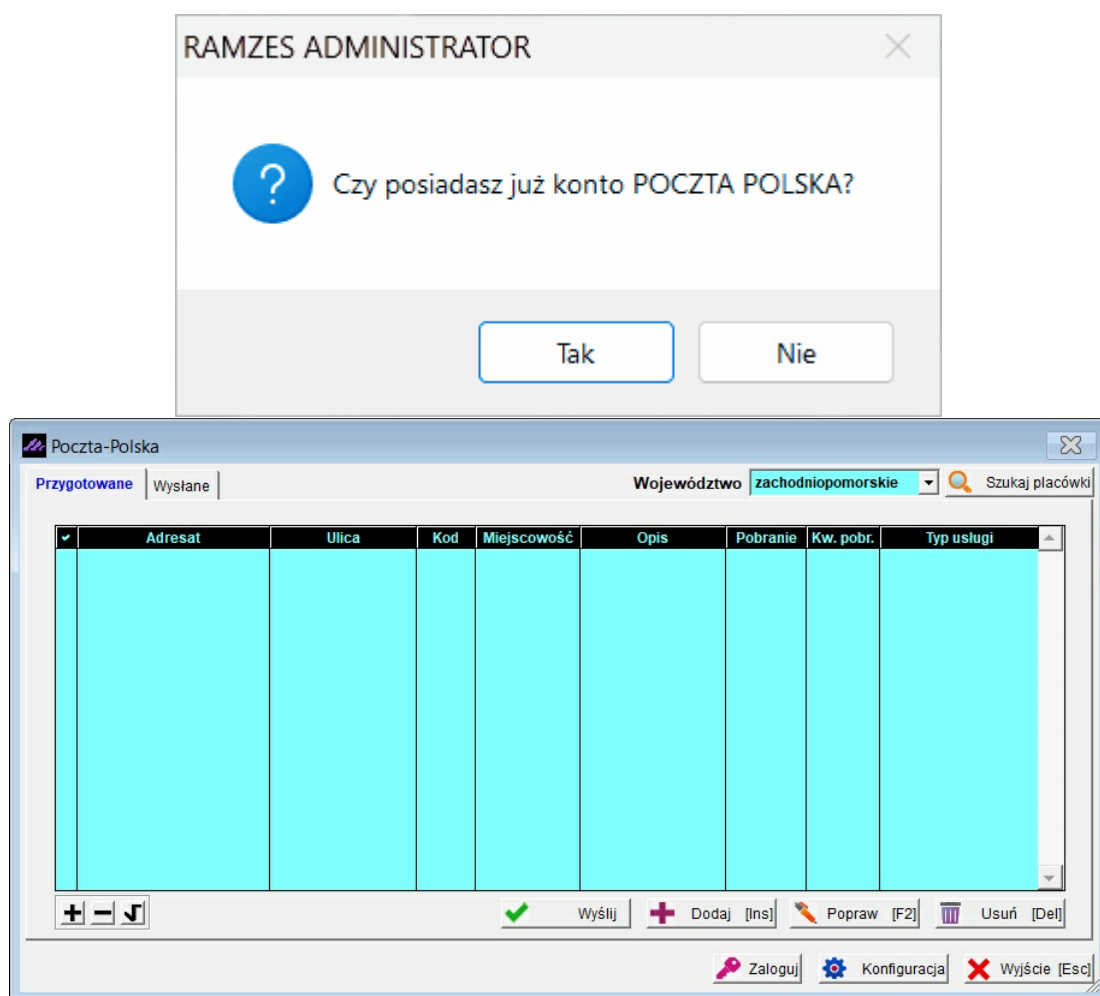 RAMZES ADMINISTRATOR
Czy posiadasz już konto POCZTA POLSKA?
Tak Nie
Poczta-Polska
Przygotowane Wysłane Województwo zachodniopomorskie Szukaj placówki
Adresat Ulica Kod Miejscowość Opis Pobranie Kw. pobr. Typ usługi
Wyślij Dodaj [Ins] Popraw [F2] Usuń [Del]
Zaloguj Konfiguracja Wyjście [Esc]